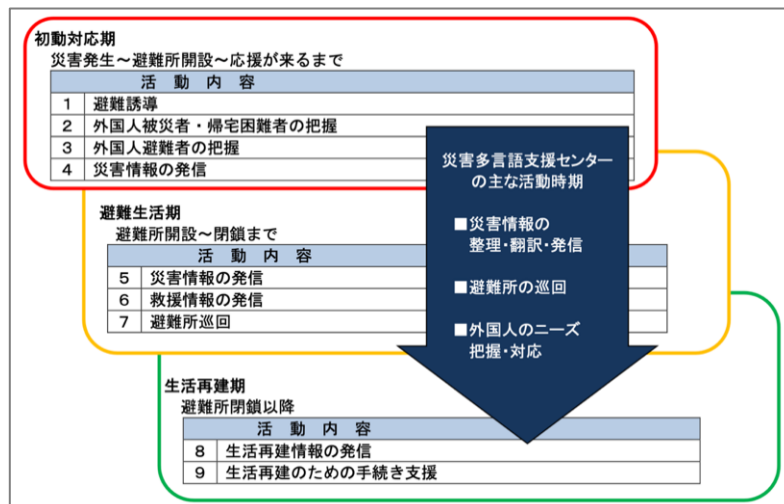 初動対応期
災害発生～避難所開設～応援が来るまで
活動内容
1 避難誘導
2 外国人被災者・帰宅困難者の把握
3 外国人避難者の把握
4 災害情報の発信
災害多言語支援センター
の主な活動時期
■災害情報の
整理・翻訳・発信
■避難所の巡回
■外国人のニーズ
把握・対応
避難生活期
避難所開設～閉鎖まで
活動内容
5 災害情報の発信
6 救援情報の発信
7 避難所巡回
生活再建期
避難所閉鎖以降
活動内容
8 生活再建情報の発信
9 生活再建のための手続き支援